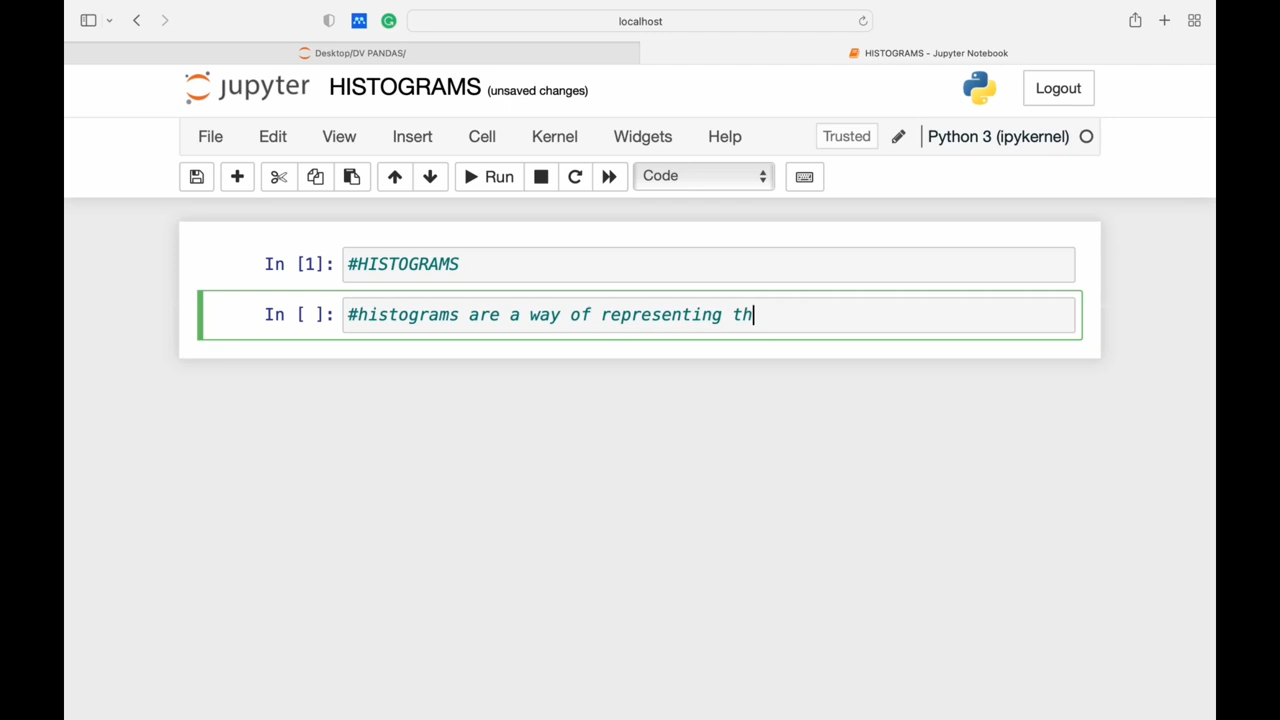 localhost
Desktop/DV PANDAS/
HISTOGRAMS - Jupyter Notebook
jupyter HISTOGRAMS (unsaved changes)
Logout
File Edit View Insert Cell Kernel Widgets Help Trusted Python 3 (ipykernel)
Run Code
In [1]: #HISTOGRAMS
In [ ]: #histograms are a way of representing th